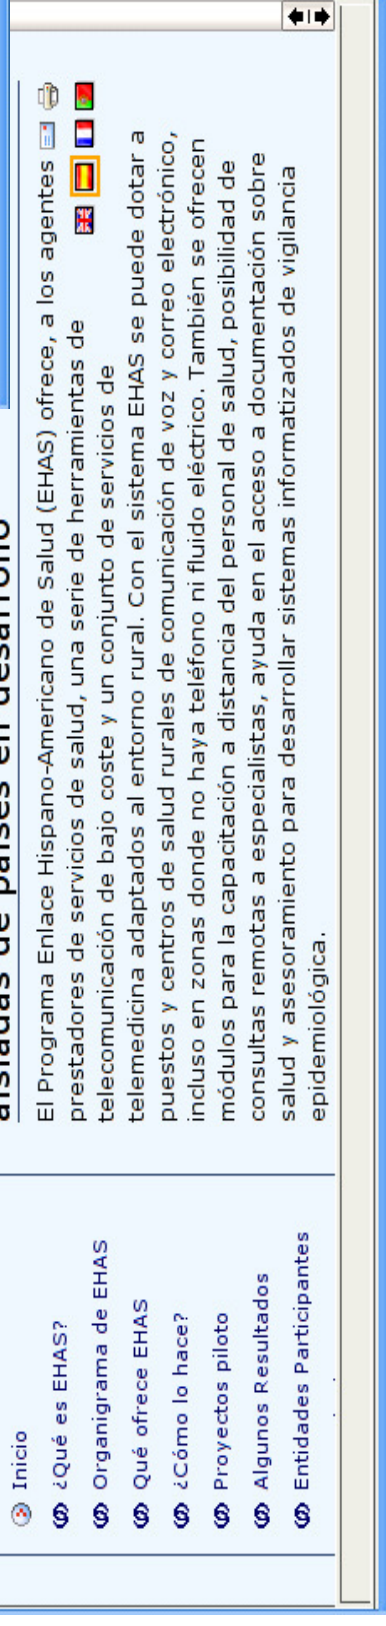 aisladas de países en desarrollo
El Programa Enlace Hispano-Americano de Salud (EHAS) ofrece, a los agentes
prestadores de servicios de salud, una serie de herramientas de
telecomunicación de bajo coste y un conjunto de servicios de
telemedicina adaptados al entorno rural. Con el sistema EHAS se puede dotar a
puestos y centros de salud rurales de comunicación de voz y correo electrónico,
incluso en zonas donde no haya teléfono ni fluido eléctrico. También se ofrecen
módulos para la capacitación a distancia del personal de salud, posibilidad de
consultas remotas a especialistas, ayuda en el acceso a documentación sobre
salud y asesoramiento para desarrollar sistemas informatizados de vigilancia
epidemiológica.
Inicio
¿Qué es EHAS?
Organigrama de EHAS
Qué ofrece EHAS
¿Cómo lo hace?
Proyectos piloto
Algunos Resultados
Entidades Participantes